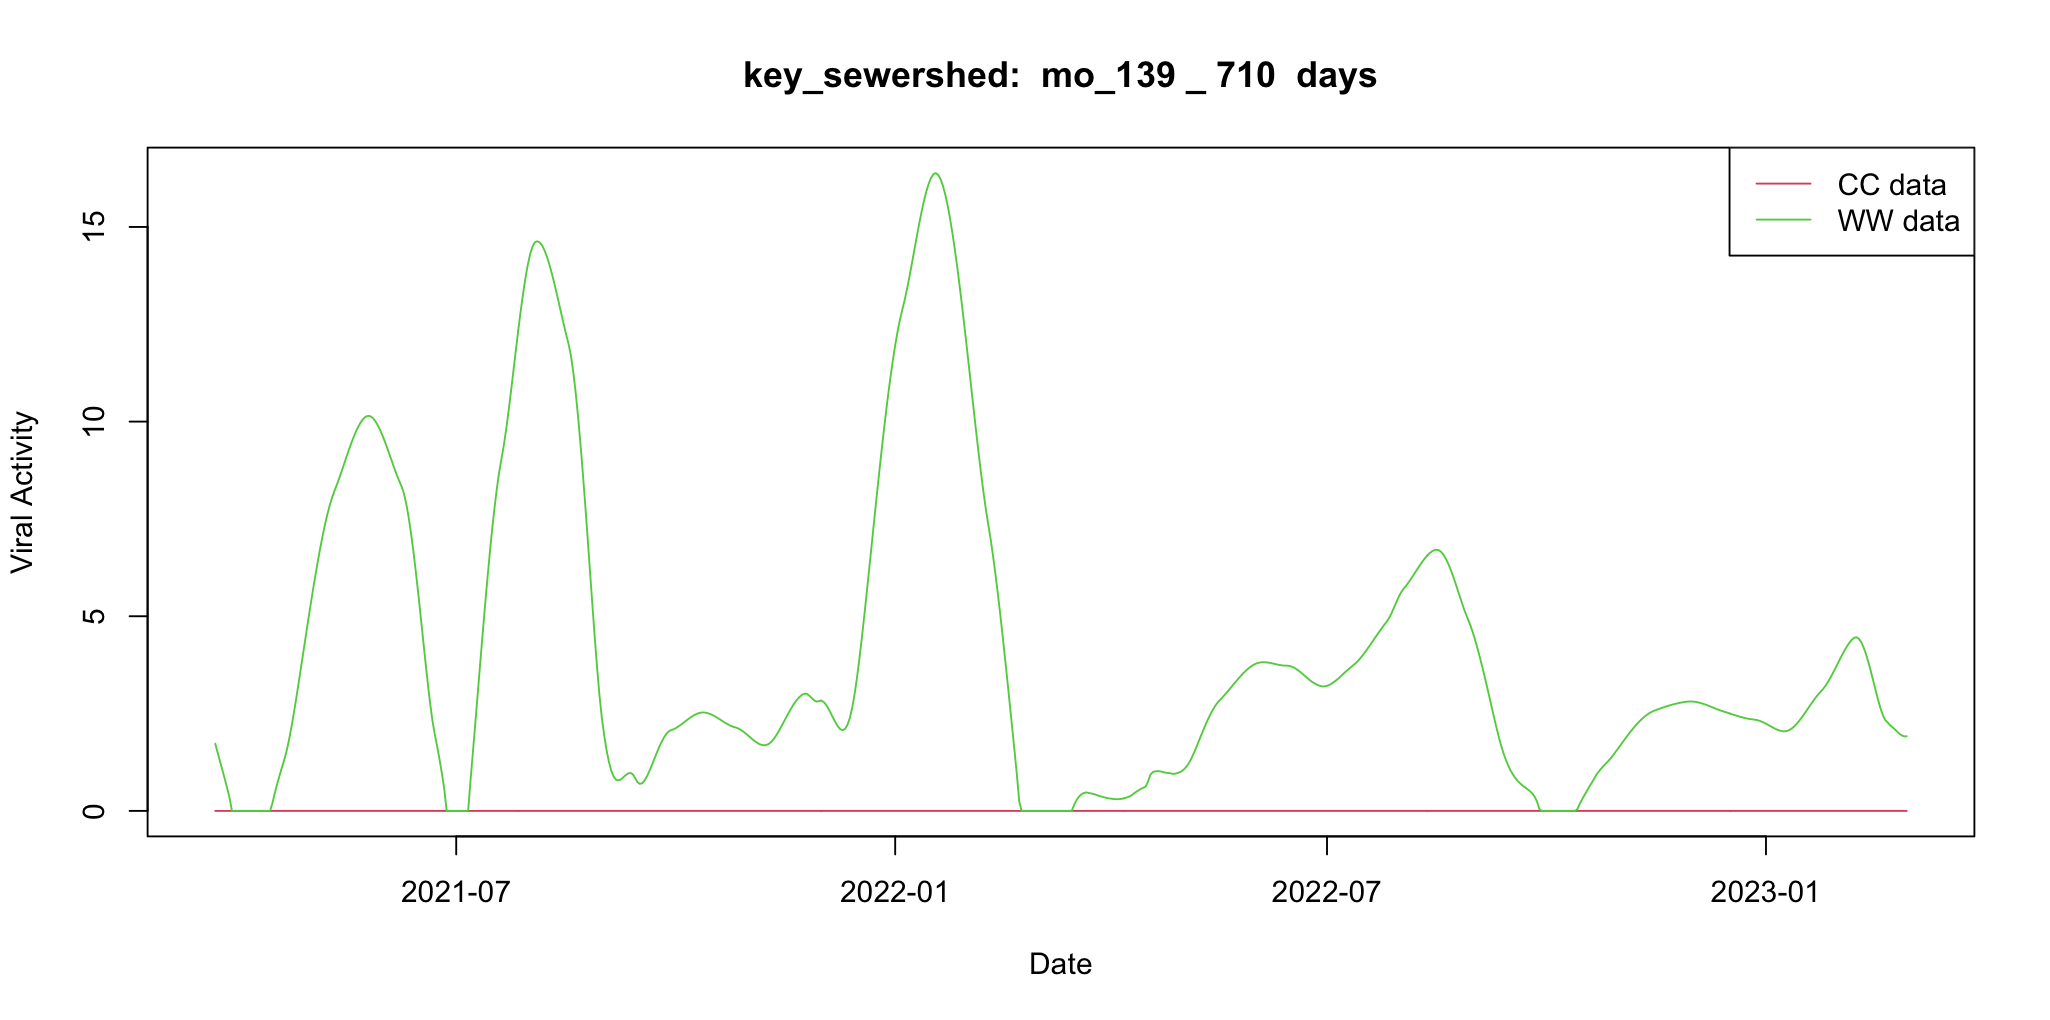 key_sewershed:  mo_139 _ 710  days
CC data
WW data
Viral Activity
15
10
5
0
2021-07
2022-01
2022-07
2023-01
Date